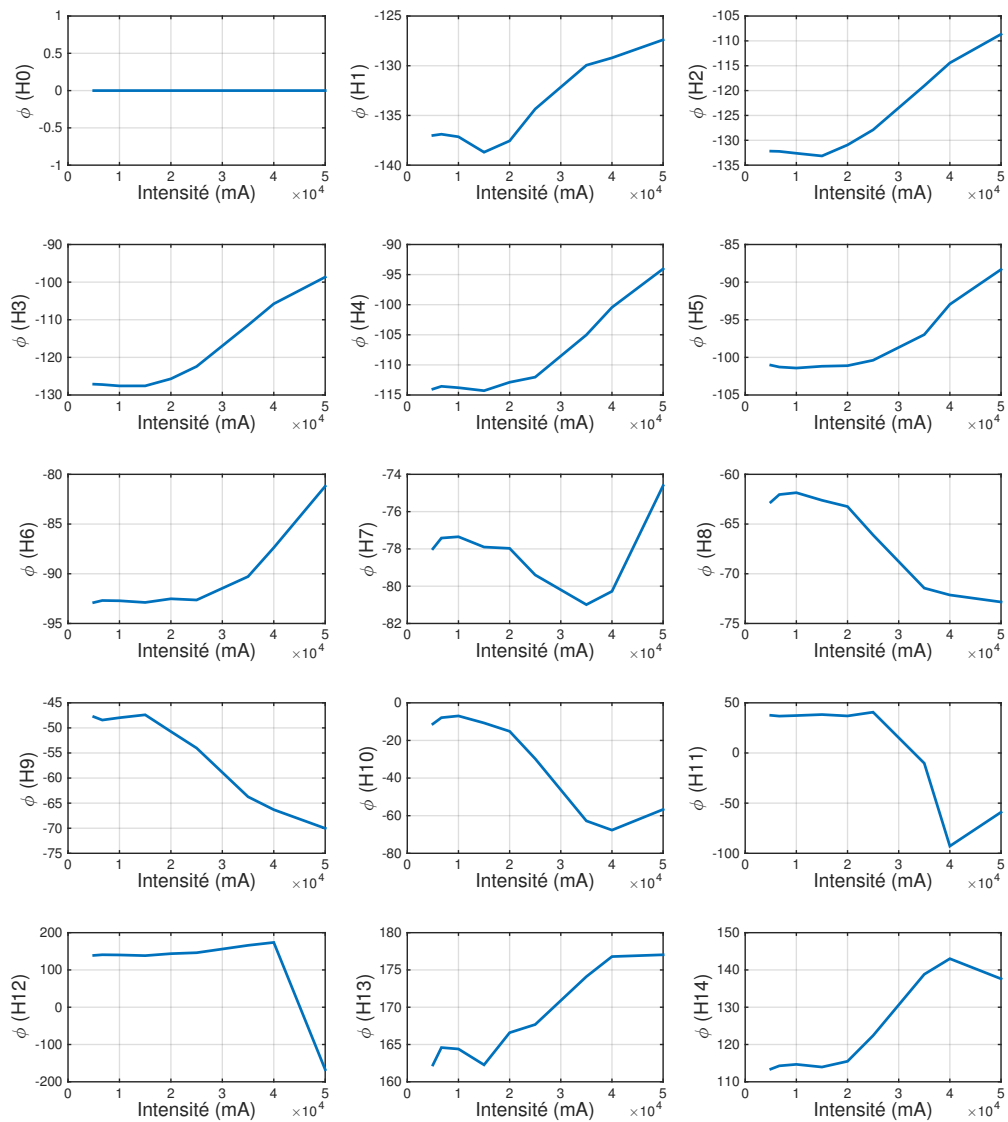 1
0.5
0
-0.5
-1
ϕ (H0)
0 1 2 3 4 5
Intensité (mA) ×10⁴
-125
-130
-135
-140
ϕ (H1)
0 1 2 3 4 5
Intensité (mA) ×10⁴
-105
-110
-115
-120
-125
-130
-135
ϕ (H2)
0 1 2 3 4 5
Intensité (mA) ×10⁴
-90
-100
-110
-120
-130
ϕ (H3)
0 1 2 3 4 5
Intensité (mA) ×10⁴
-90
-95
-100
-105
-110
-115
ϕ (H4)
0 1 2 3 4 5
Intensité (mA) ×10⁴
-85
-90
-95
-100
-105
ϕ (H5)
0 1 2 3 4 5
Intensité (mA) ×10⁴
-80
-85
-90
-95
ϕ (H6)
0 1 2 3 4 5
Intensité (mA) ×10⁴
-74
-76
-78
-80
-82
ϕ (H7)
0 1 2 3 4 5
Intensité (mA) ×10⁴
-60
-65
-70
-75
ϕ (H8)
0 1 2 3 4 5
Intensité (mA) ×10⁴
-45
-50
-55
-60
-65
-70
-75
ϕ (H9)
0 1 2 3 4 5
Intensité (mA) ×10⁴
0
-20
-40
-60
-80
ϕ (H10)
0 1 2 3 4 5
Intensité (mA) ×10⁴
50
0
-50
-100
ϕ (H11)
0 1 2 3 4 5
Intensité (mA) ×10⁴
200
100
0
-100
-200
ϕ (H12)
0 1 2 3 4 5
Intensité (mA) ×10⁴
180
175
170
165
160
ϕ (H13)
0 1 2 3 4 5
Intensité (mA) ×10⁴
150
140
130
120
110
ϕ (H14)
0 1 2 3 4 5
Intensité (mA) ×10⁴